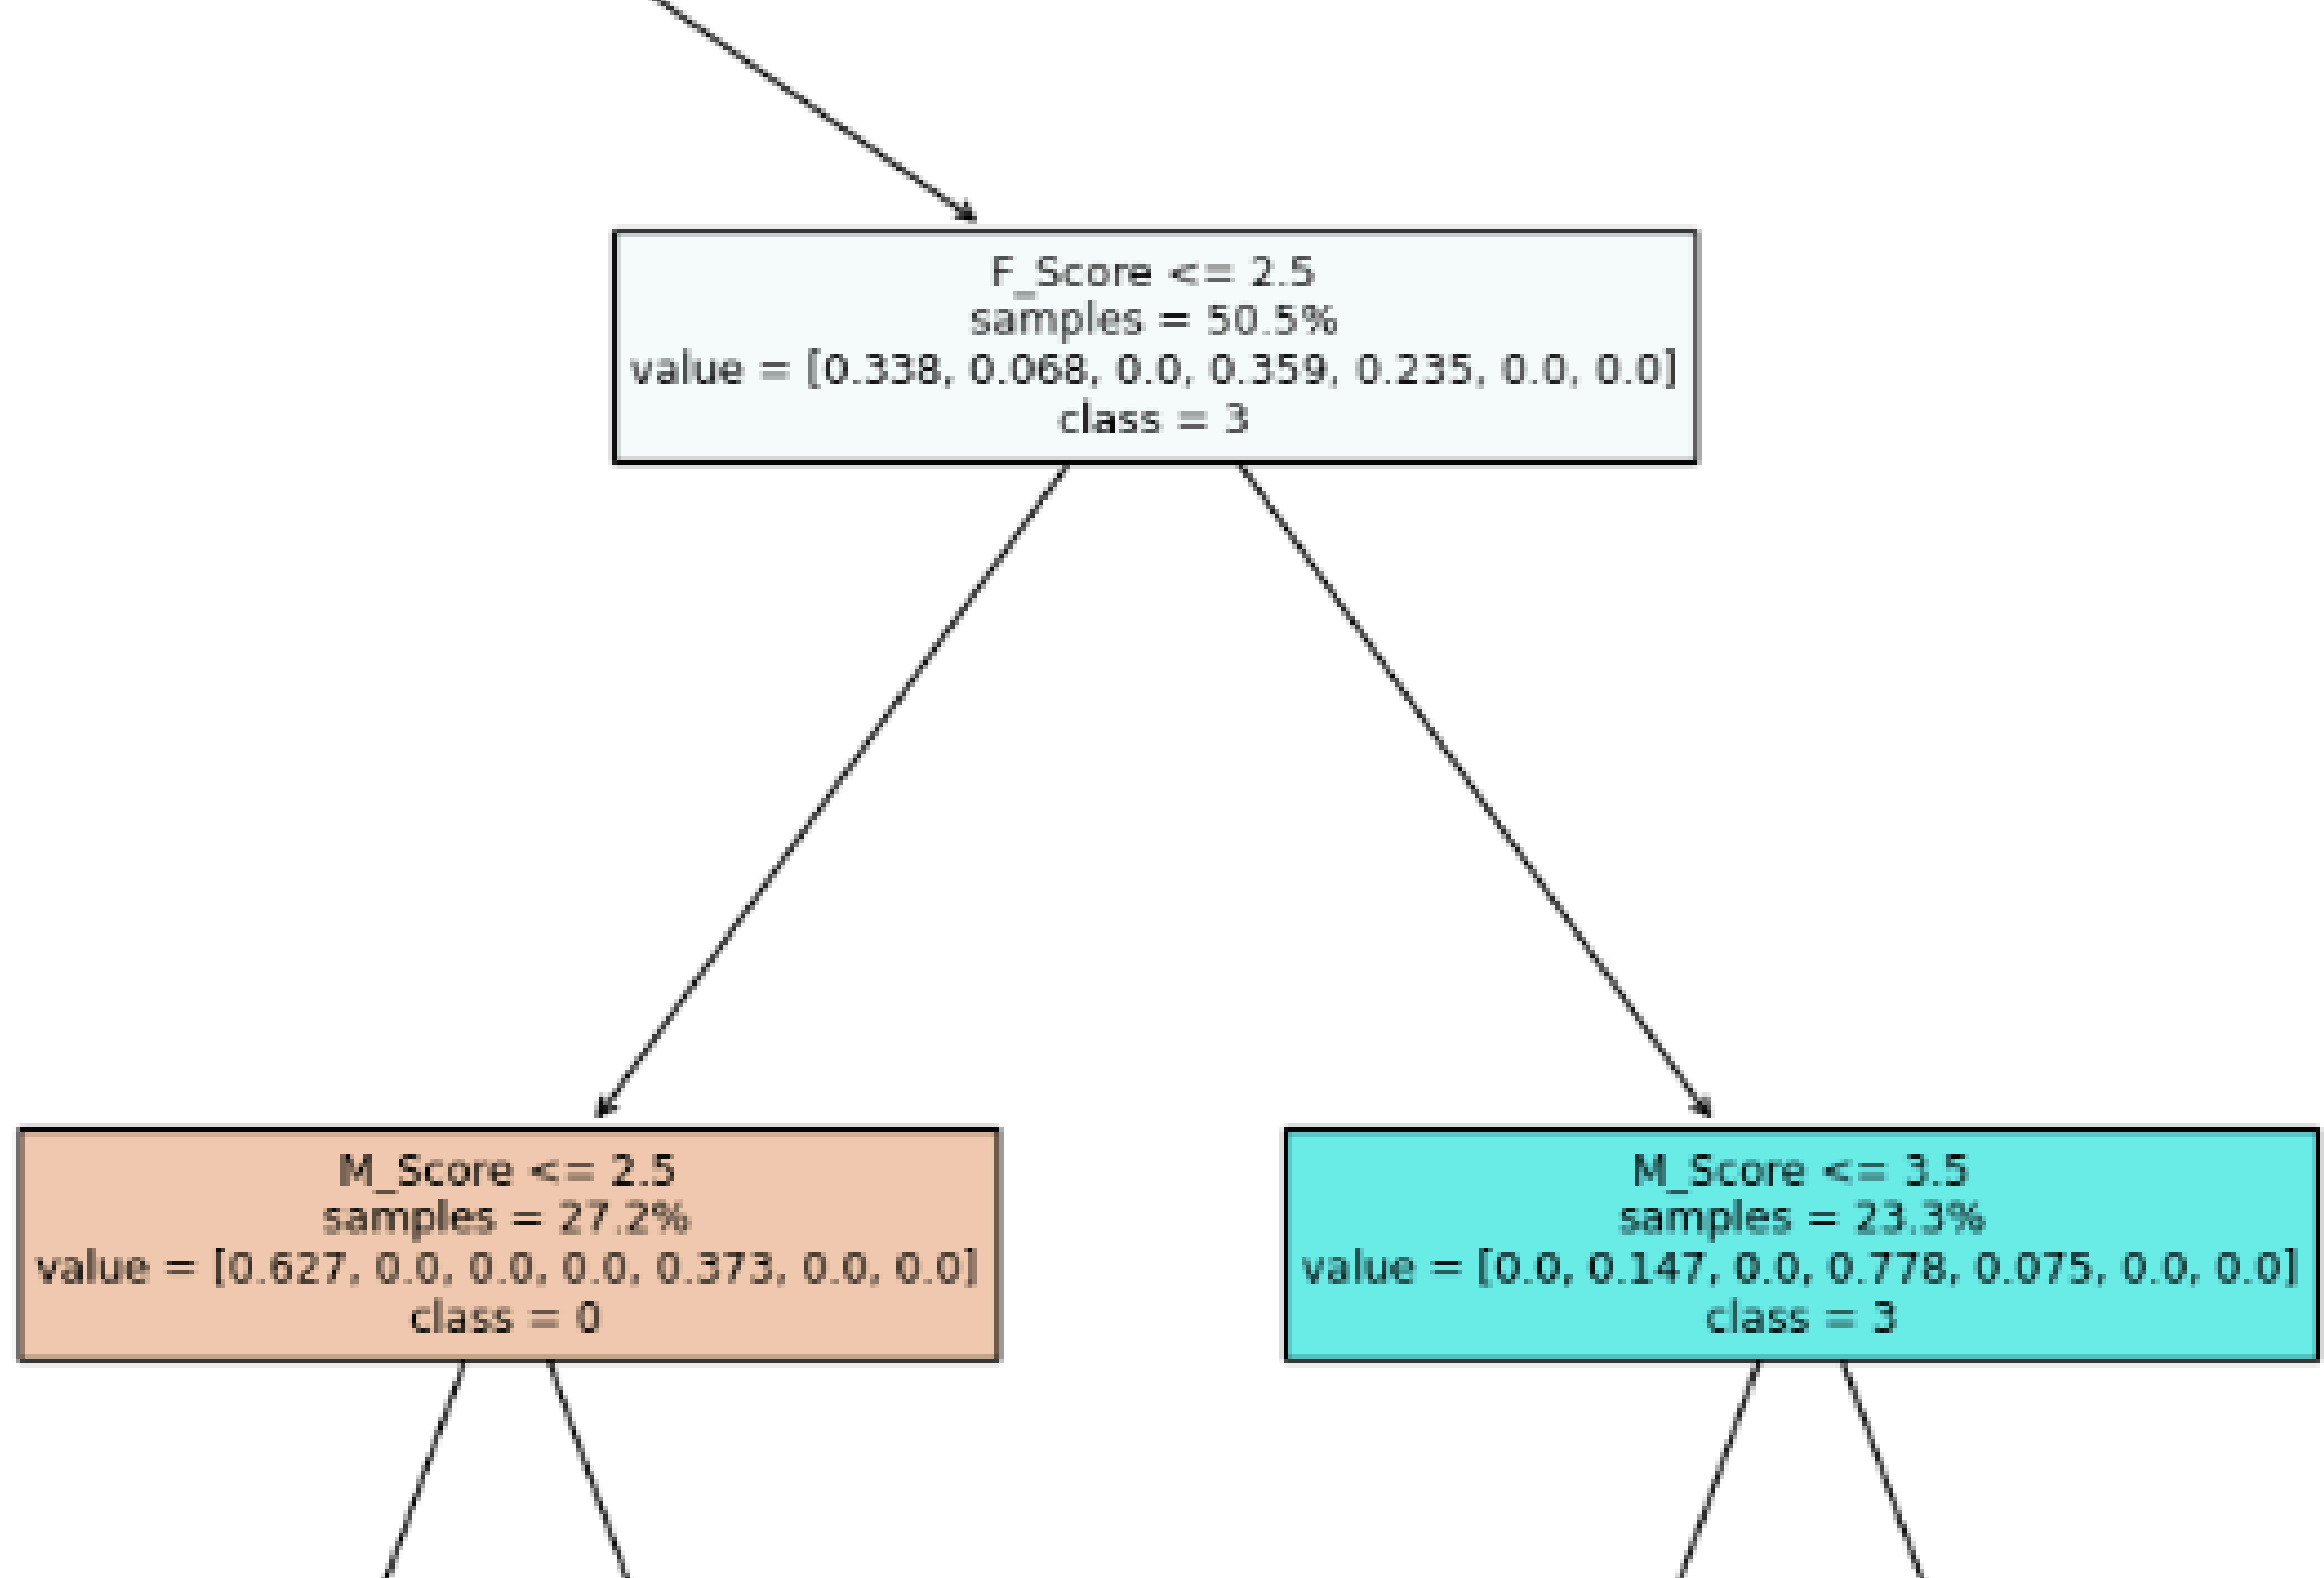 F_Score <= 2.5
samples = 50.5%
value = [0.338, 0.068, 0.0, 0.359, 0.235, 0.0, 0.0]
class = 3
M_Score <= 2.5
samples = 27.2%
value = [0.627, 0.0, 0.0, 0.0, 0.373, 0.0, 0.0]
class = 0
M_Score <= 3.5
samples = 23.3%
value = [0.0, 0.147, 0.0, 0.778, 0.075, 0.0, 0.0]
class = 3